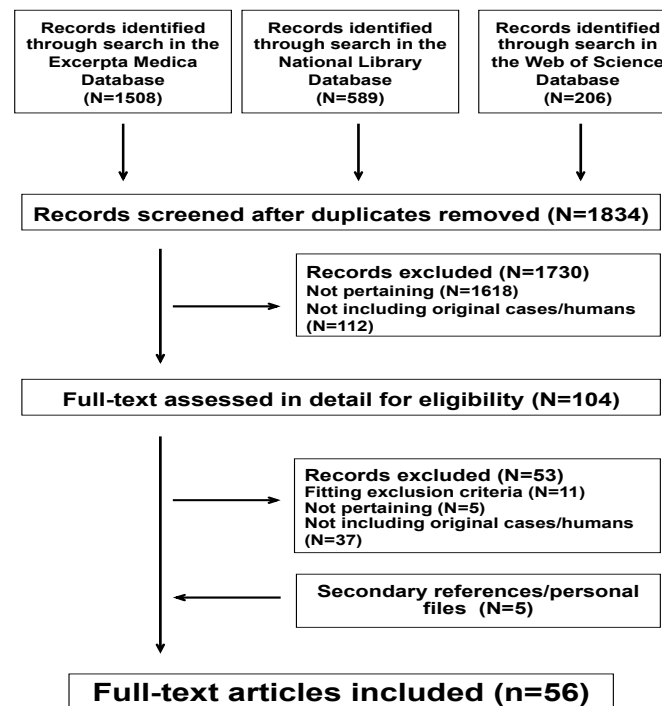 Records identified
through search in the
Excerpta Medica
Database
(N=1508)
Records identified
through search in the
National Library
Database
(N=589)
Records identified
through search in
the Web of Science
Database
(N=206)
Records screened after duplicates removed (N=1834)
Records excluded (N=1730)
Not pertaining (N=1618)
Not including original cases/humans
(N=112)
Full-text assessed in detail for eligibility (N=104)
Records excluded (N=53)
Fitting exclusion criteria (N=11)
Not pertaining (N=5)
Not including original cases/humans
(N=37)
Secondary references/personal
files (N=5)
Full-text articles included (n=56)